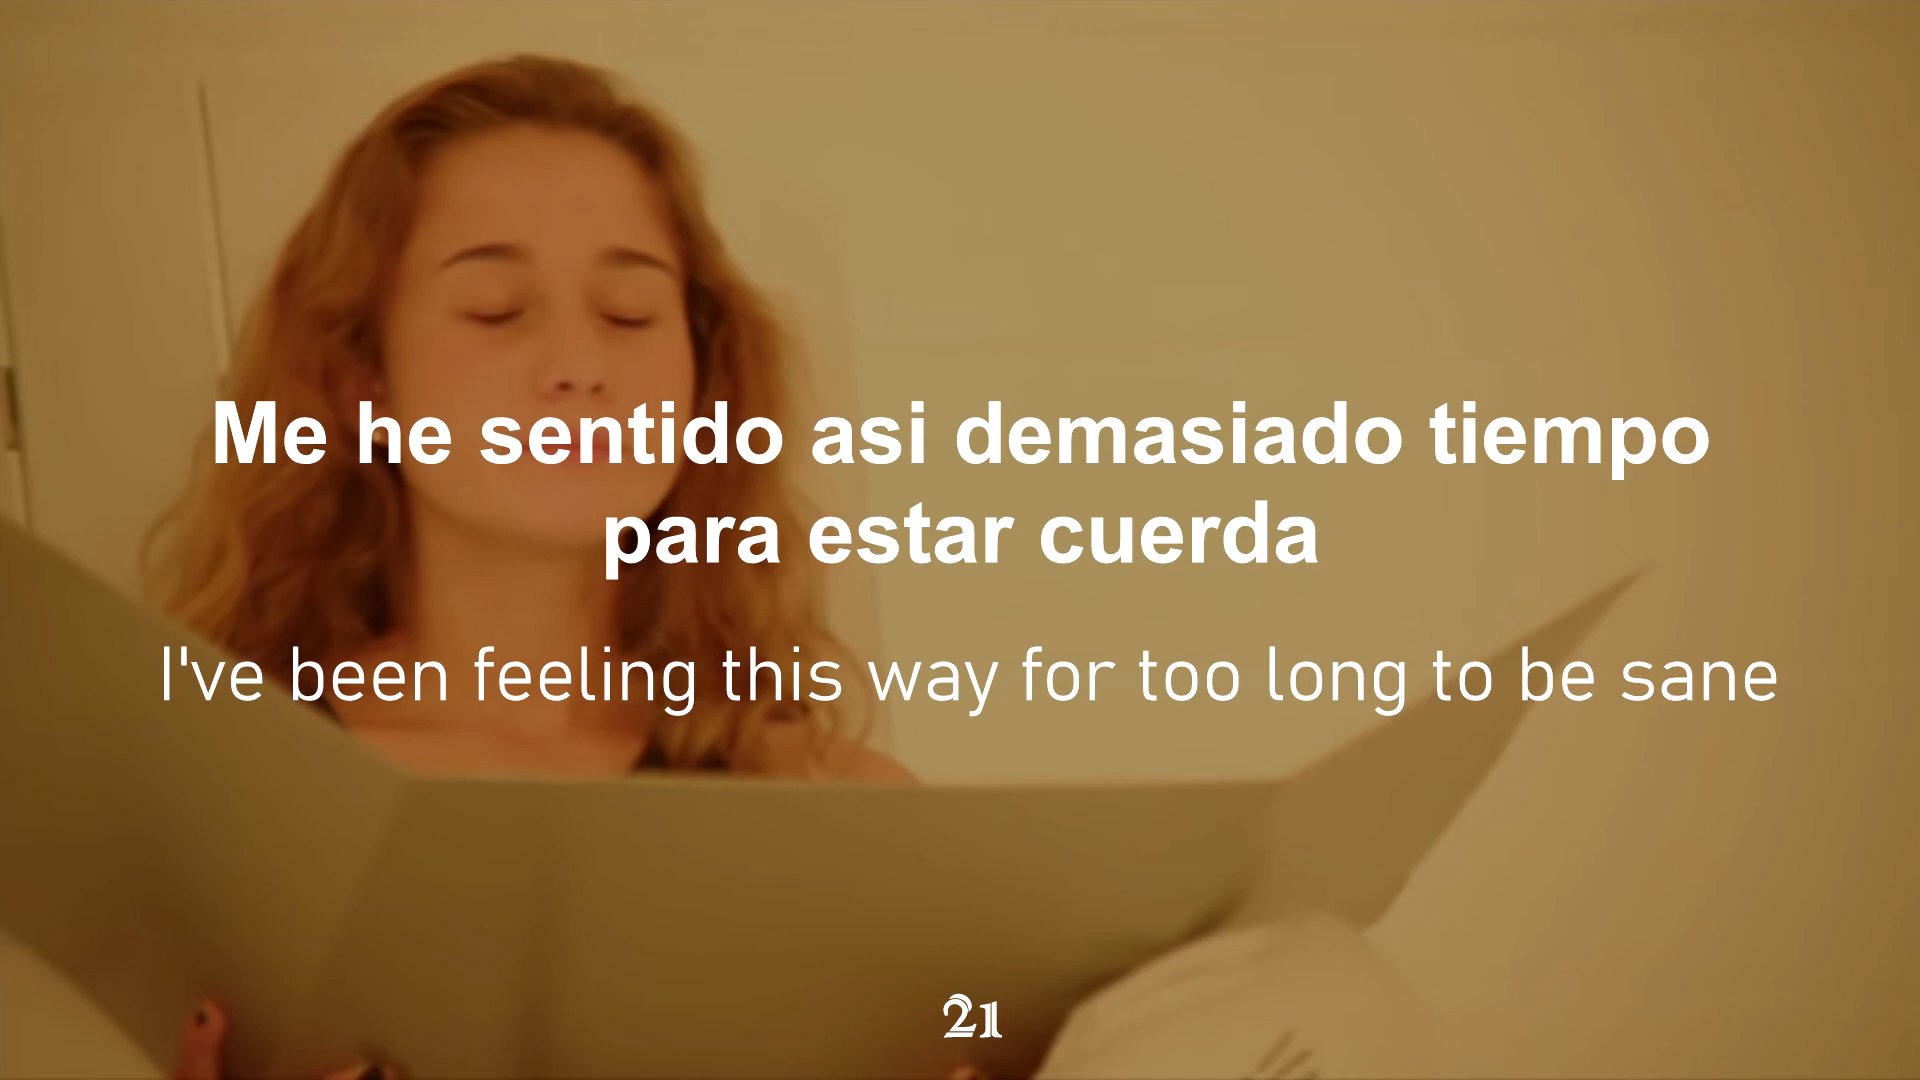 Me he sentido asi demasiado tiempo
para estar cuerda
I've been feeling this way for too long to be sane
21